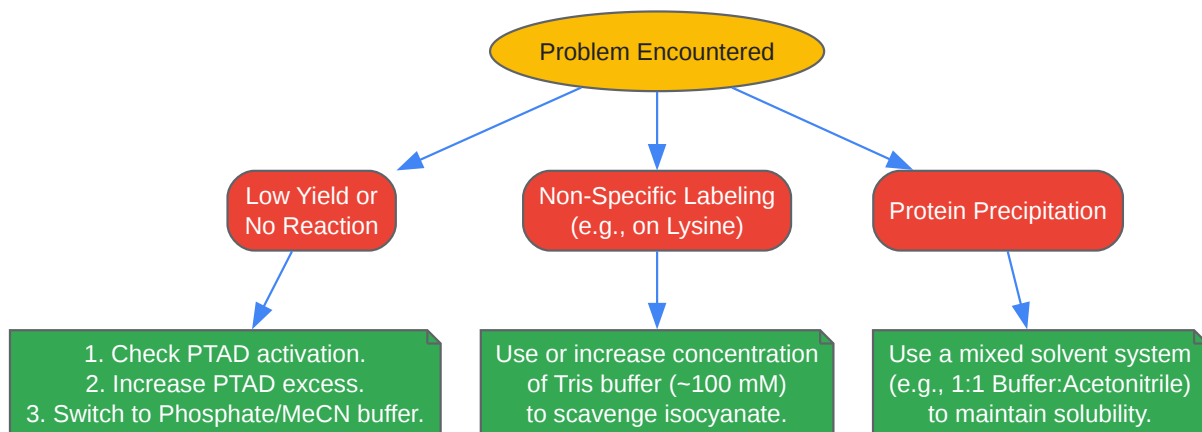 Problem Encountered
Low Yield or
No Reaction
Non-Specific Labeling
(e.g., on Lysine)
Protein Precipitation
1. Check PTAD activation.
2. Increase PTAD excess.
3. Switch to Phosphate/MeCN buffer.
Use or increase concentration
of Tris buffer (~100 mM)
to scavenge isocyanate.
Use a mixed solvent system
(e.g., 1:1 Buffer:Acetonitrile)
to maintain solubility.